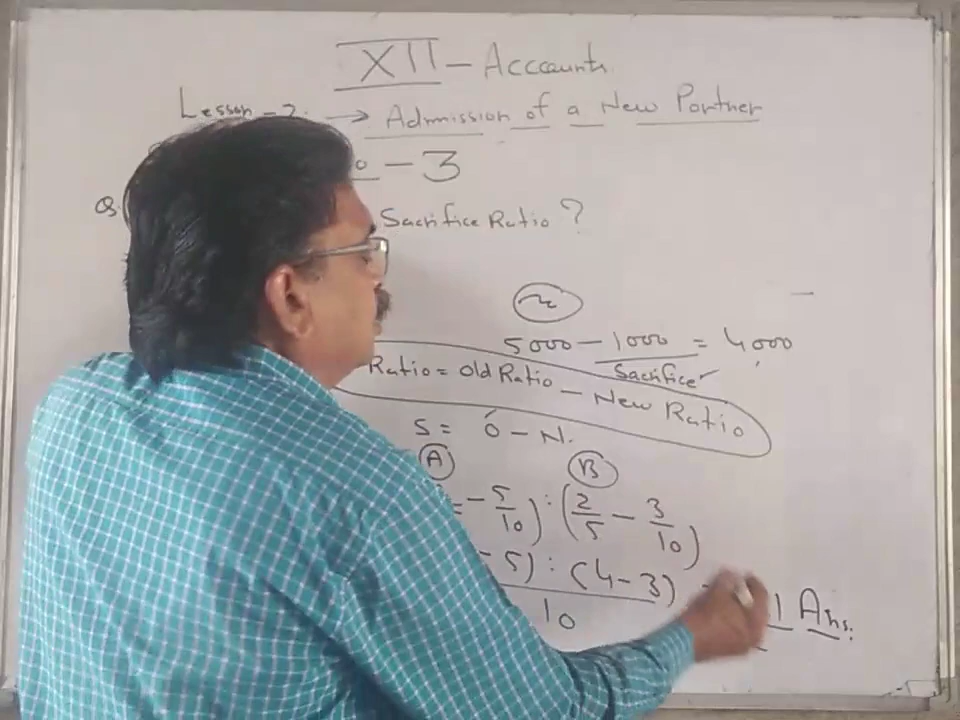 XII - Accounts
Lesson - 2. → Admission of a New Partner
- 3
Q. Sacrifice Ratio ?
5000 - 1000 = 4000
Sacrifice
Ratio = Old Ratio - New Ratio
S = O - N.
A B
- 5/10 ) : ( 2/5 - 3/10 )
- 5 ) : ( 4 - 3 )
10
1 Ans.